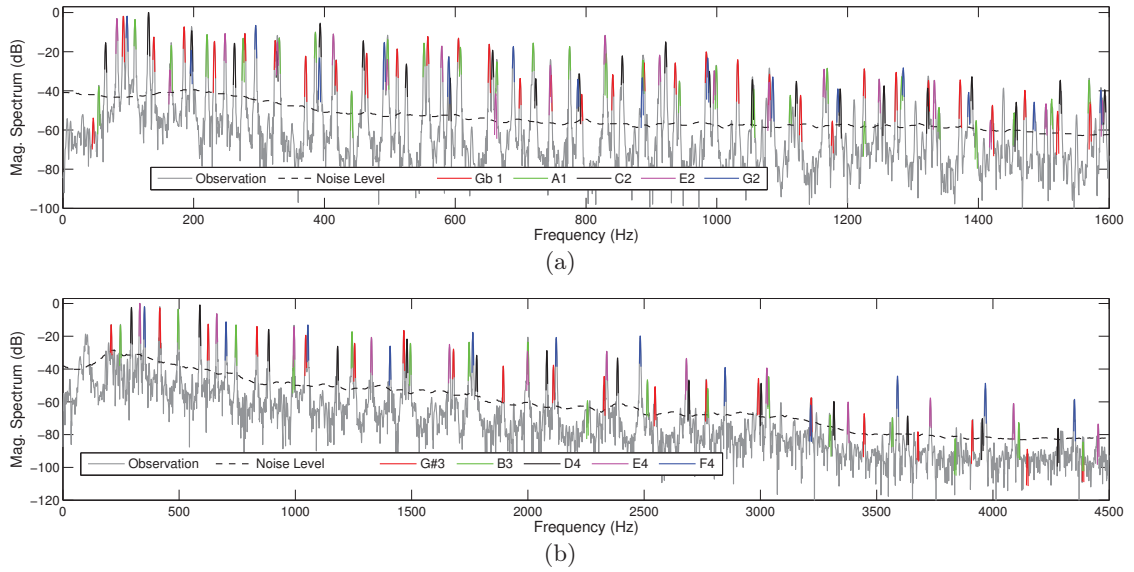 0
−20
−40
−60
−80
−100
Mag. Spectrum (dB)
Observation Noise Level Gb 1 A1 C2 E2 G2
0 200 400 600 800 1000 1200 1400 1600
Frequency (Hz)
(a)
0
−20
−40
−60
−80
−100
−120
Mag. Spectrum (dB)
Observation Noise Level G#3 B3 D4 E4 F4
0 500 1000 1500 2000 2500 3000 3500 4000 4500
Frequency (Hz)
(b)